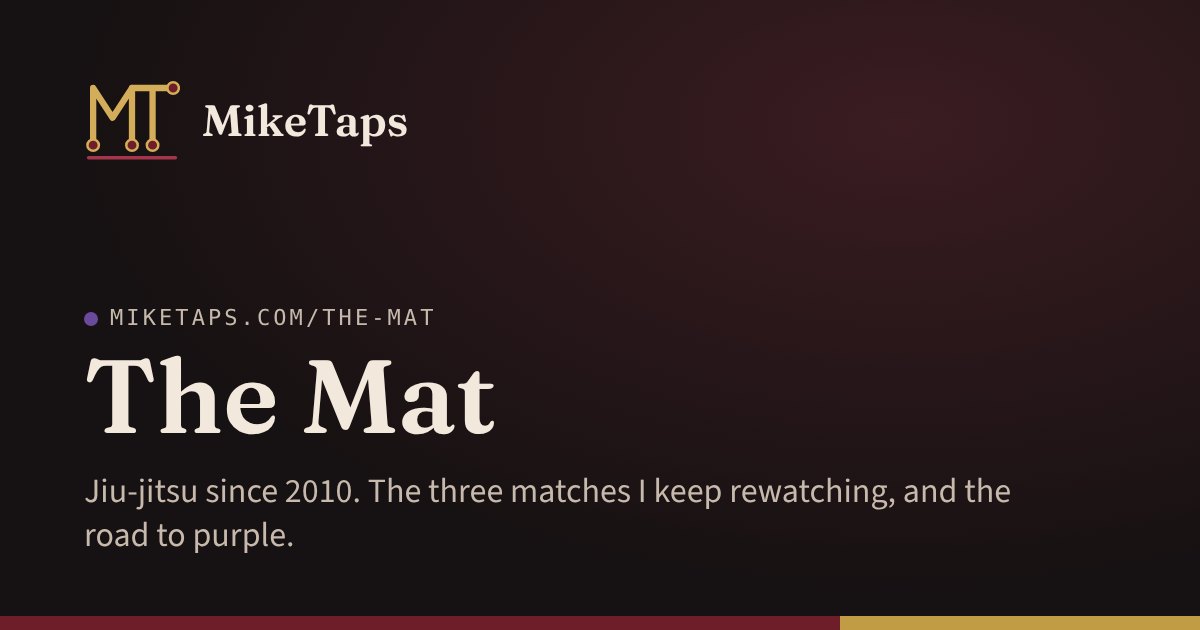 MT
MikeTaps
MIKETAPS.COM/THE-MAT
The Mat
Jiu-jitsu since 2010. The three matches I keep rewatching, and the
road to purple.